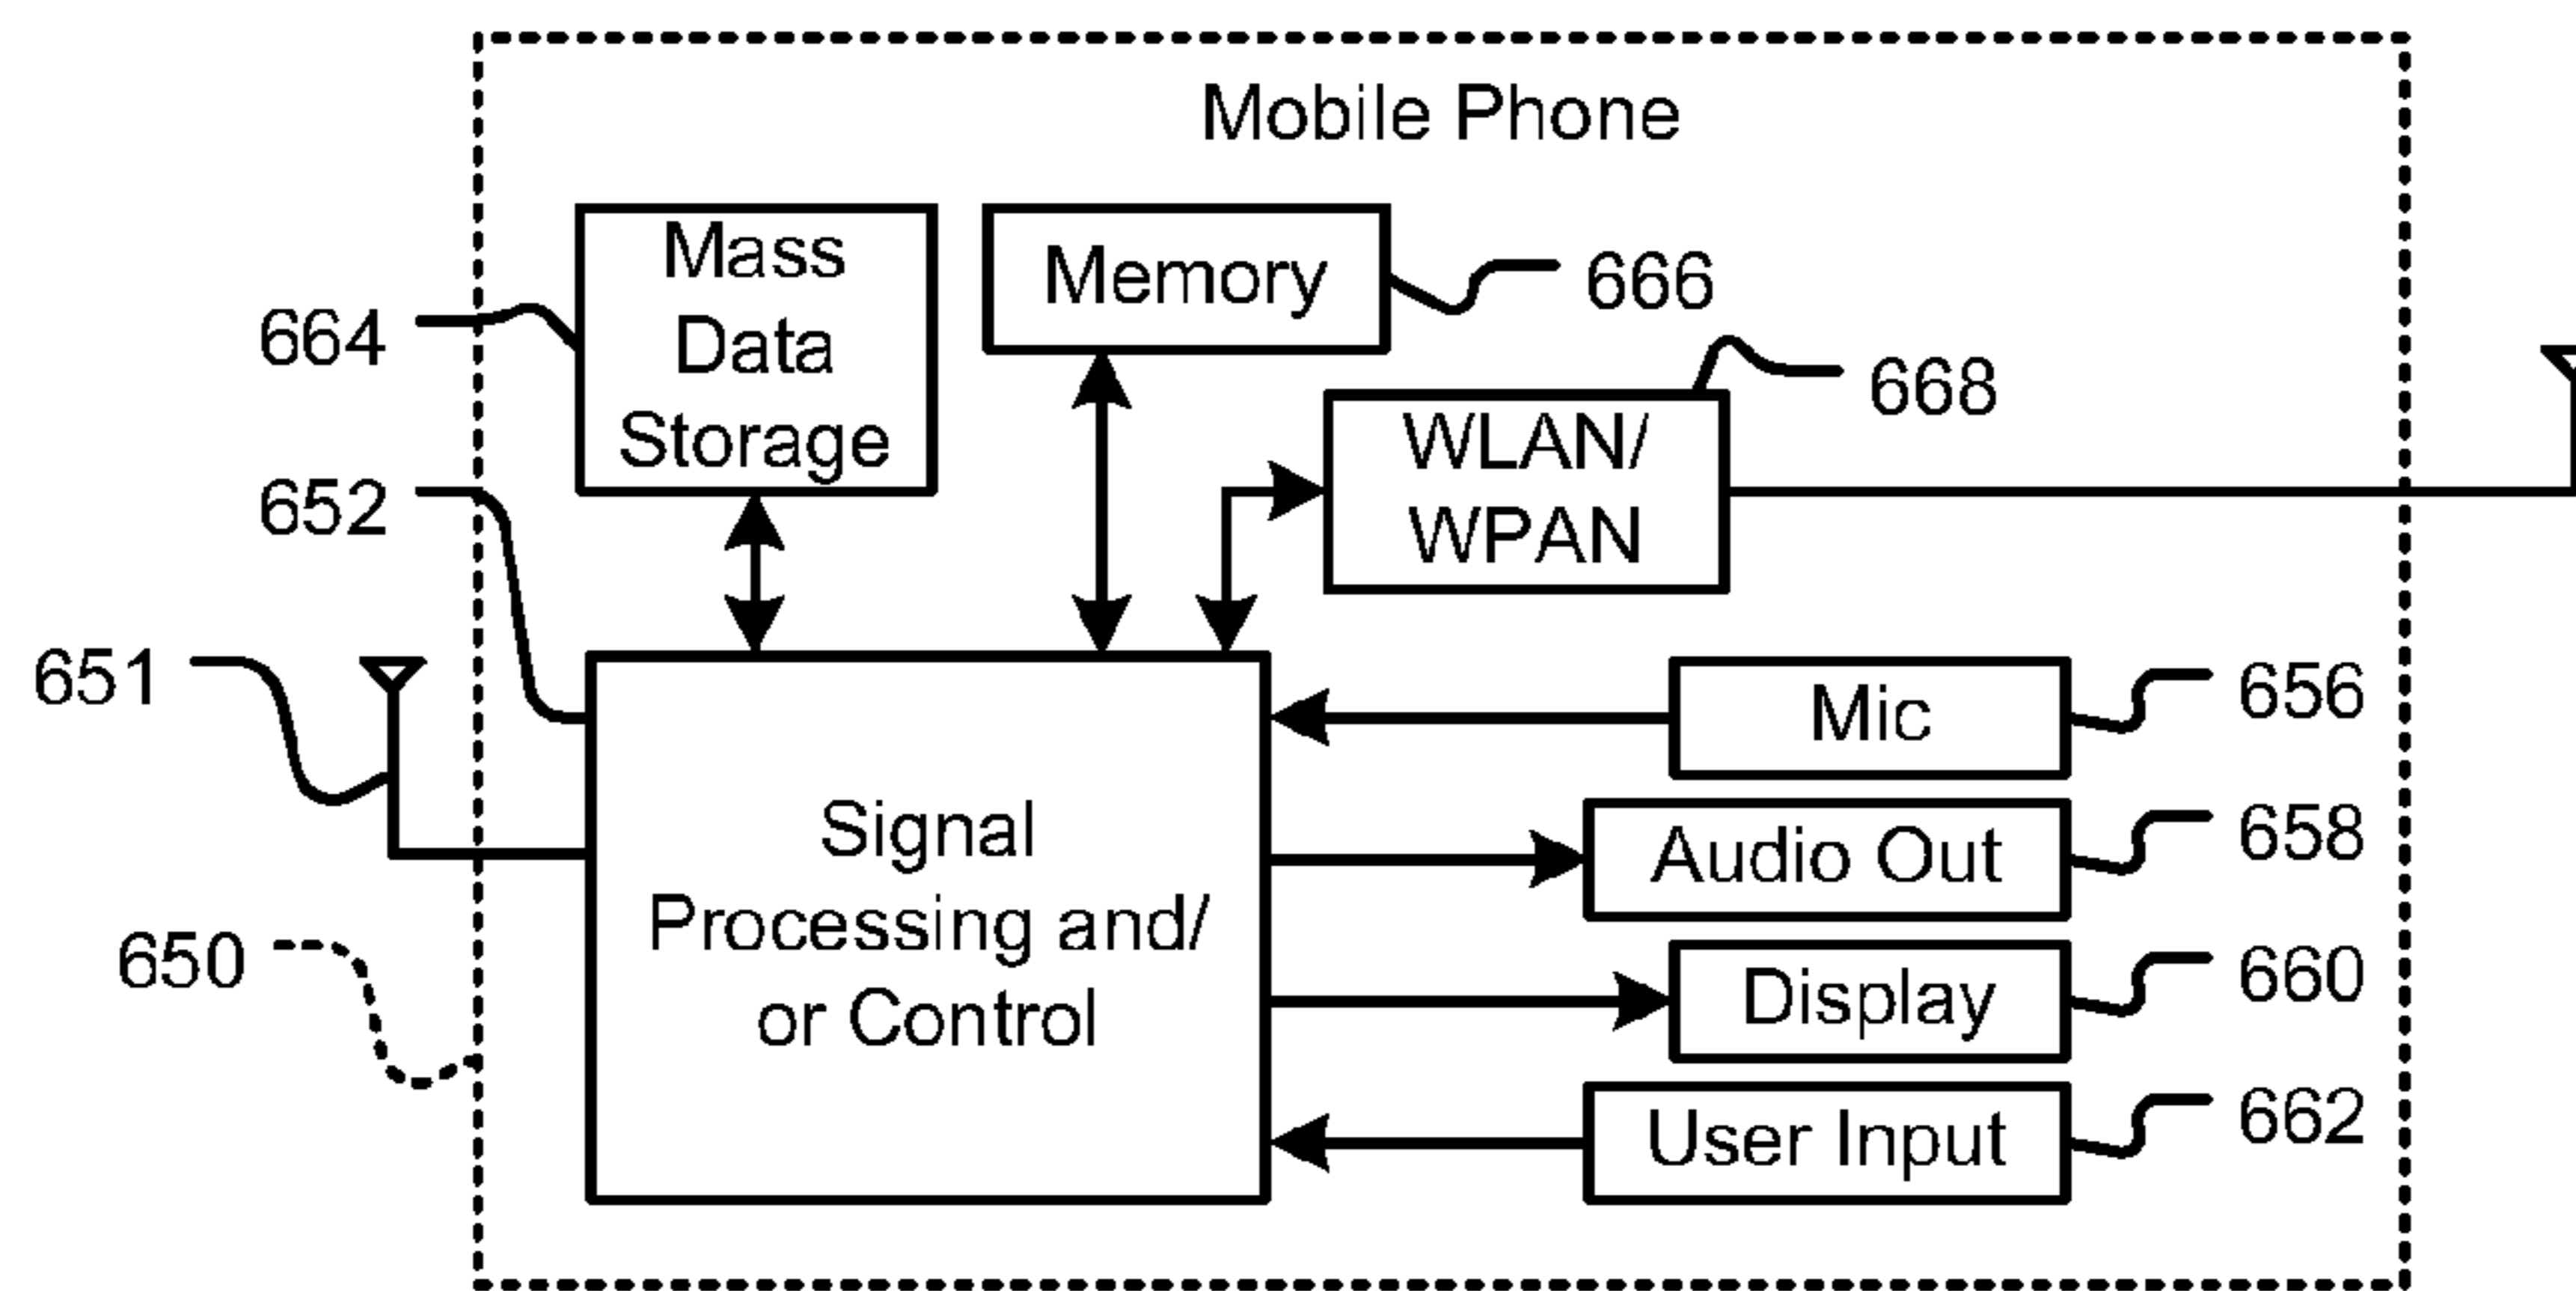 Mobile Phone
Mass
Data
Storage
Memory
666
664
668
WLAN/
WPAN
652
651
Mic
656
Signal
Processing and/
or Control
Audio Out
658
650
Display
660
User Input
662